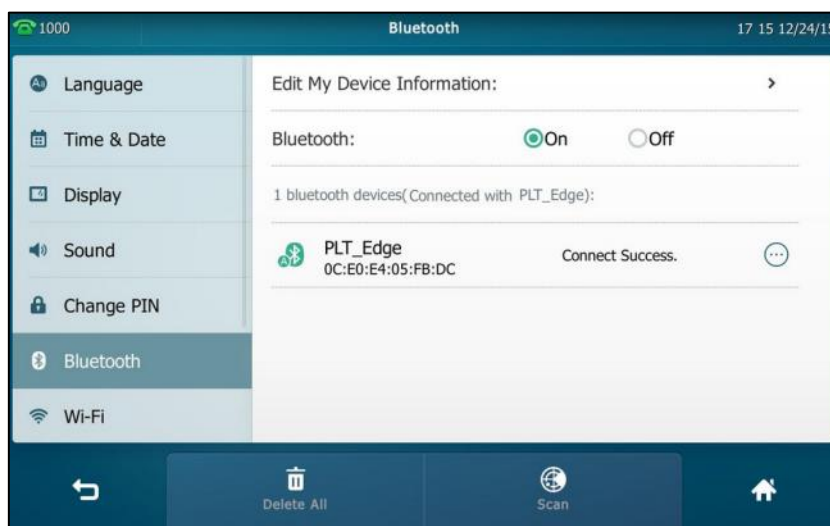 1000
Bluetooth
17 15 12/24/15
Language
Time & Date
Display
Sound
Change PIN
Bluetooth
Wi-Fi
Edit My Device Information:
Bluetooth: On Off
1 bluetooth devices(Connected with PLT_Edge):
PLT_Edge
0C:E0:E4:05:FB:DC
Connect Success.
Delete All
Scan